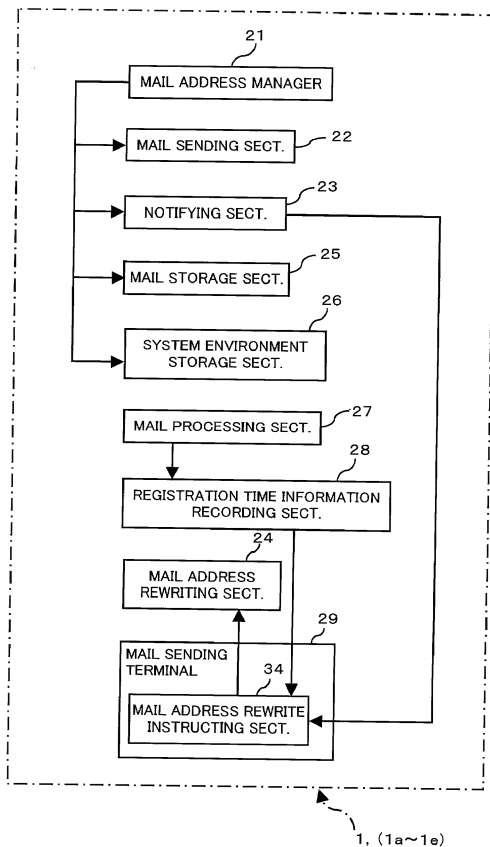 21
MAIL ADDRESS MANAGER
22
MAIL SENDING SECT.
23
NOTIFYING SECT.
25
MAIL STORAGE SECT.
26
SYSTEM ENVIRONMENT
STORAGE SECT.
27
MAIL PROCESSING SECT.
28
REGISTRATION TIME INFORMATION
RECORDING SECT.
24
MAIL ADDRESS
REWRITING SECT.
29
MAIL SENDING
TERMINAL
34
MAIL ADDRESS REWRITE
INSTRUCTING SECT.
1, (1a~1e)